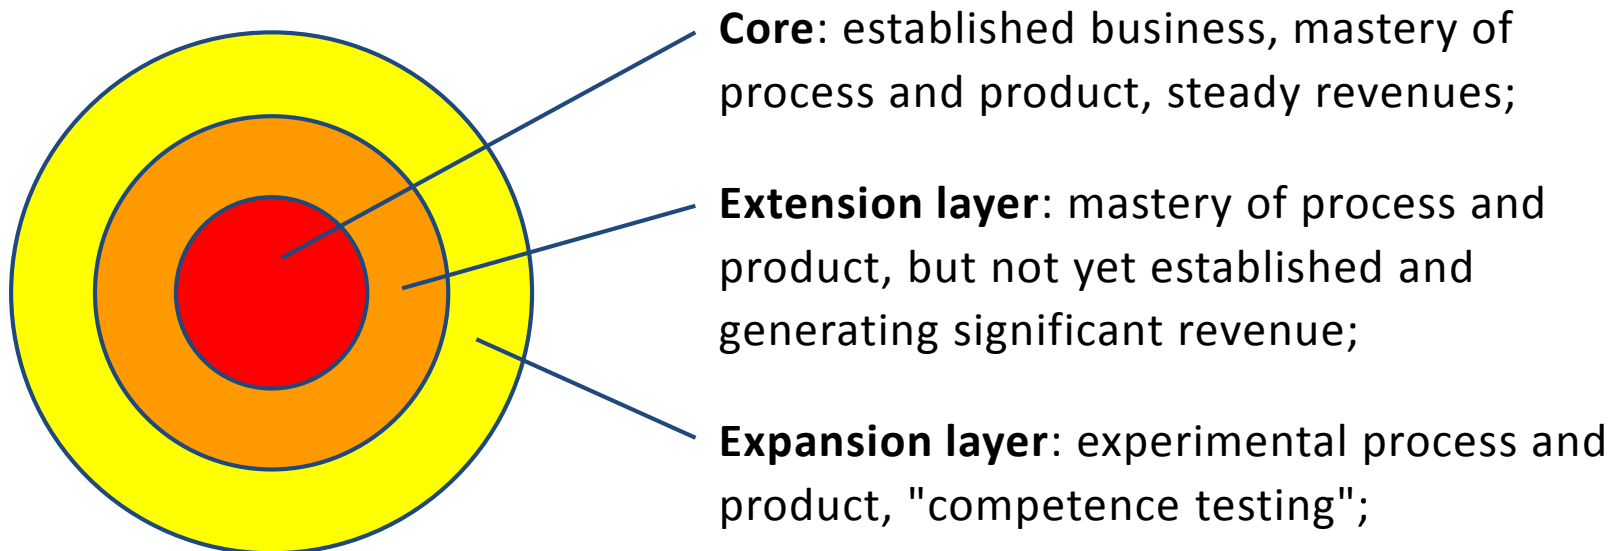 Core: established business, mastery of
process and product, steady revenues;
Extension layer: mastery of process and
product, but not yet established and
generating significant revenue;
Expansion layer: experimental process and
product, "competence testing";